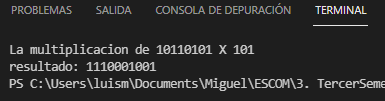 PROBLEMAS SALIDA CONSOLA DE DEPURACIÓN TERMINAL
La multiplicacion de 10110101 X 101
resultado: 1110001001
PS C:\Users\luism\Documents\Miguel\ESCOM\3. TercerSeme